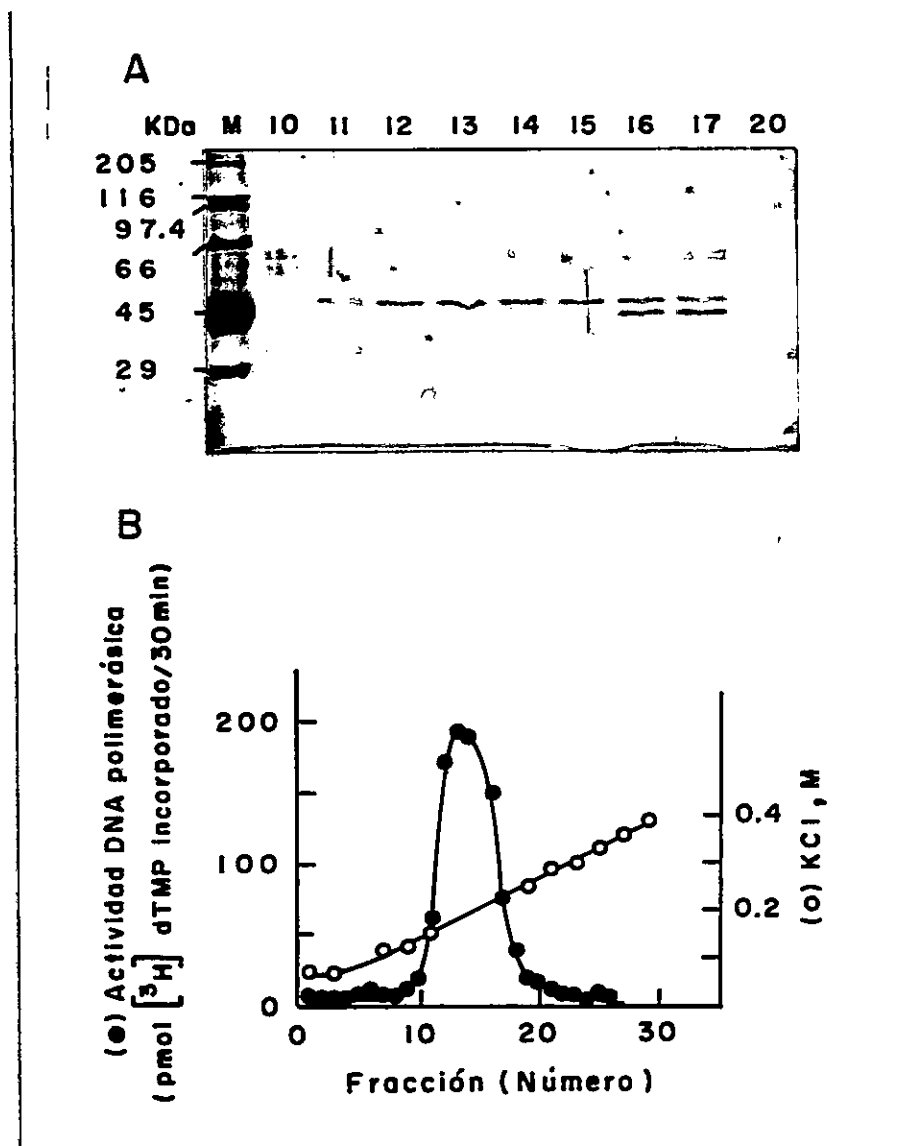 A
KDa M 10 11 12 13 14 15 16 17 20
205
116
97.4
66
45
29
B
(●) Actividad DNA polimerásica
(pmol [³H] dTMP incorporado/30min)
200
100
0
0.4
0.2
(o) KCl, M
0 10 20 30
Fracción (Número)